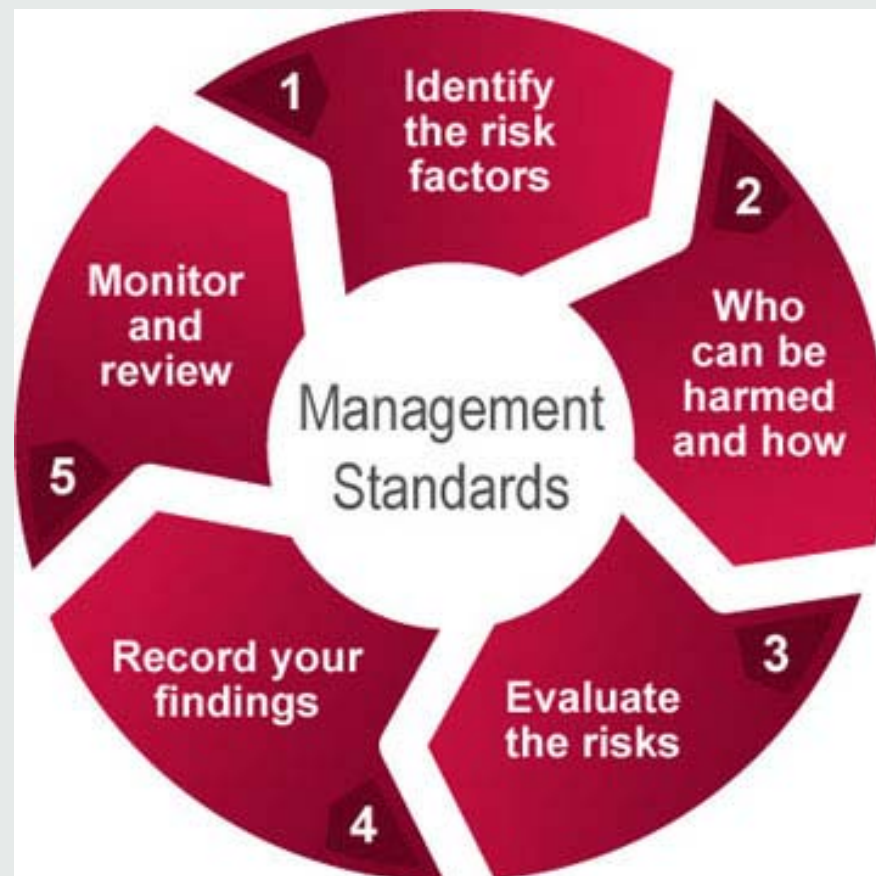 1
Identify
the risk
factors
2
Who
can be
harmed
and how
3
Evaluate
the risks
4
Record your
findings
5
Monitor
and
review
Management
Standards